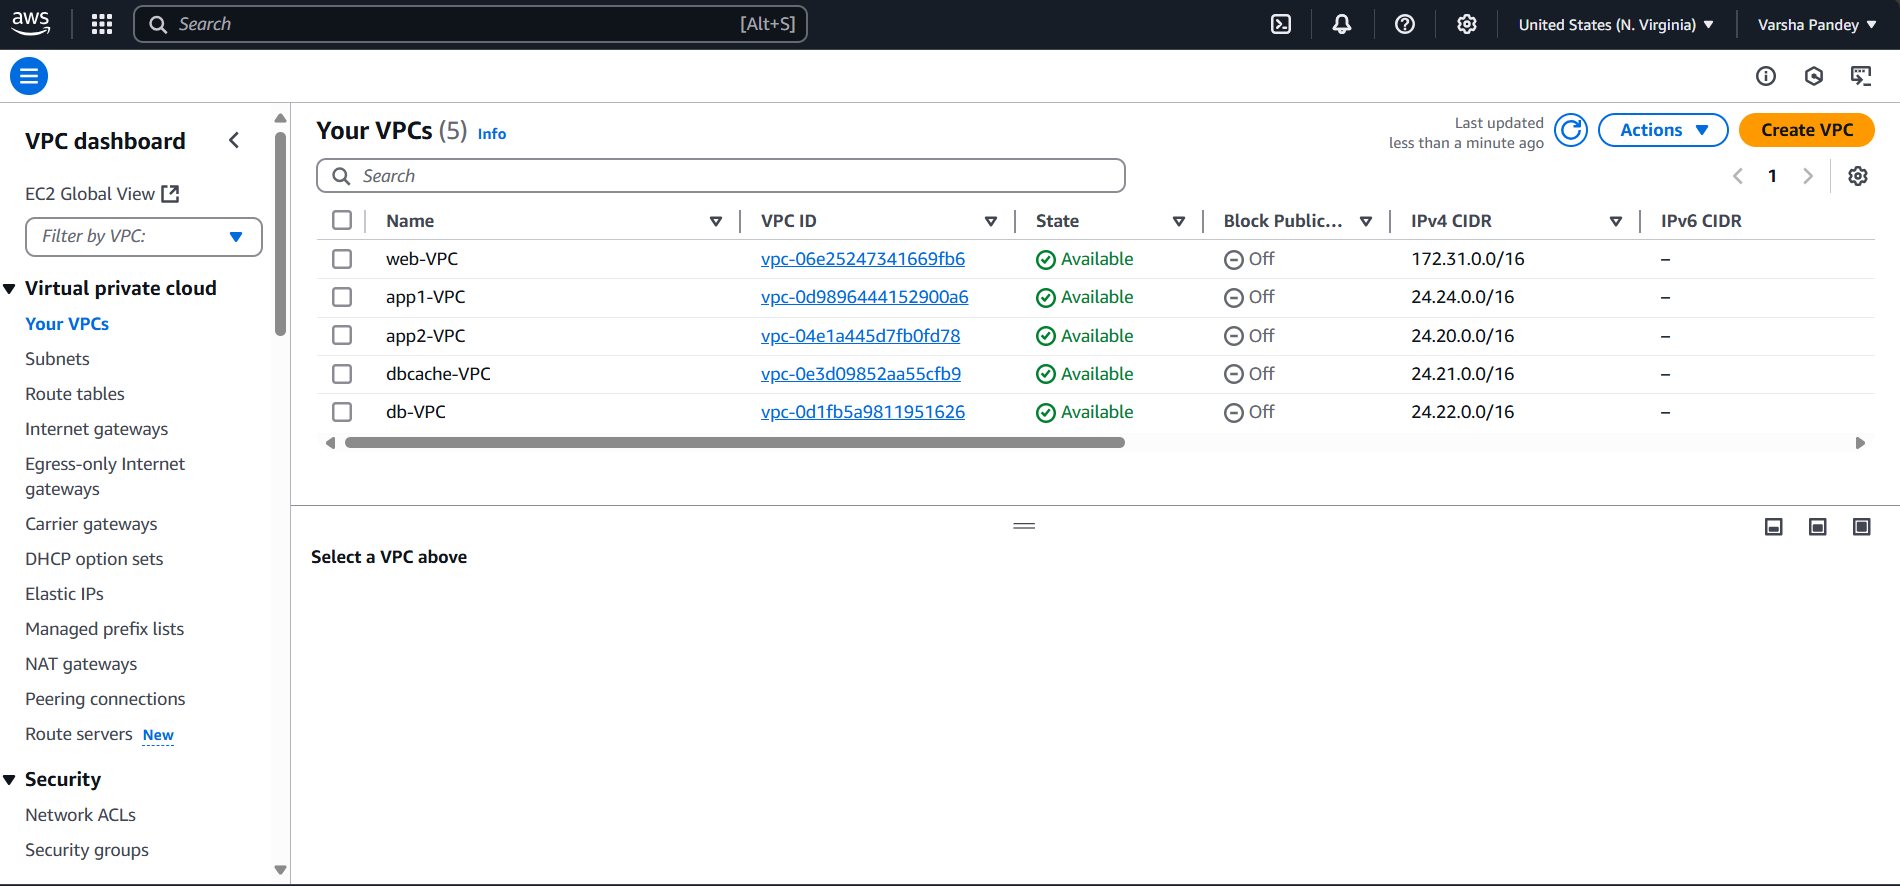 aws
Search [Alt+S]
United States (N. Virginia)
Varsha Pandey
VPC dashboard
EC2 Global View
Filter by VPC:
Virtual private cloud
Your VPCs
Subnets
Route tables
Internet gateways
Egress-only Internet
gateways
Carrier gateways
DHCP option sets
Elastic IPs
Managed prefix lists
NAT gateways
Peering connections
Route servers New
Security
Network ACLs
Security groups
Your VPCs (5) Info
Last updated
less than a minute ago
Actions
Create VPC
Search
1
Name VPC ID State Block Public... IPv4 CIDR IPv6 CIDR
web-VPC vpc-06e25247341669fb6 Available Off 172.31.0.0/16 –
app1-VPC vpc-0d9896444152900a6 Available Off 24.24.0.0/16 –
app2-VPC vpc-04e1a445d7fb0fd78 Available Off 24.20.0.0/16 –
dbcache-VPC vpc-0e3d09852aa55cfb9 Available Off 24.21.0.0/16 –
db-VPC vpc-0d1fb5a9811951626 Available Off 24.22.0.0/16 –
Select a VPC above